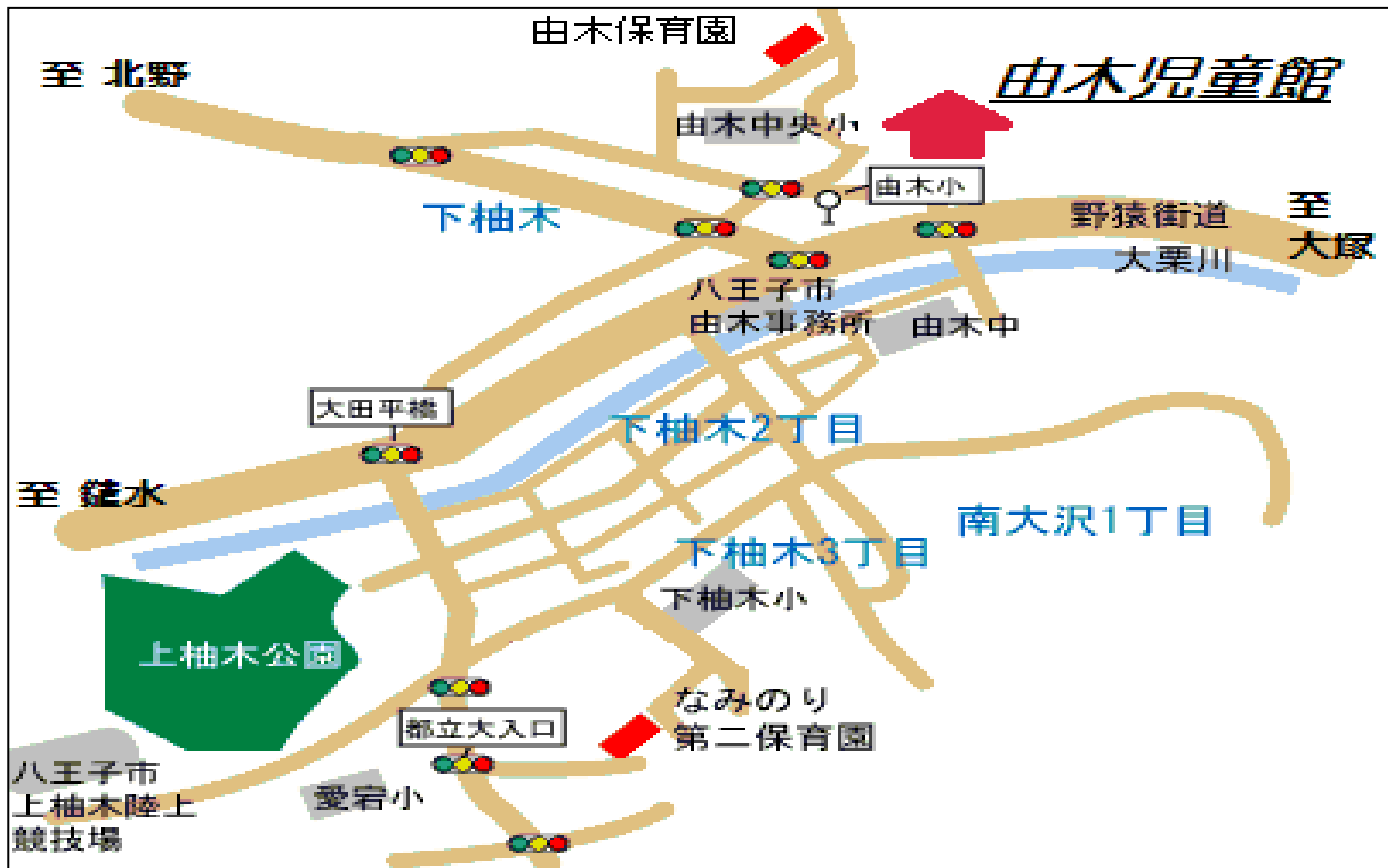 由木保育園
至 北野
由木児童館
由木中央小
由木小
下柚木
野猿街道
至
大塚
大栗川
八王子市
由木事務所
由木中
大田平橋
下柚木2丁目
至 鑓水
南大沢1丁目
下柚木3丁目
下柚木小
上柚木公園
なみのり
第二保育園
都立大入口
八王子市
上柚木陸上
競技場
愛宕小